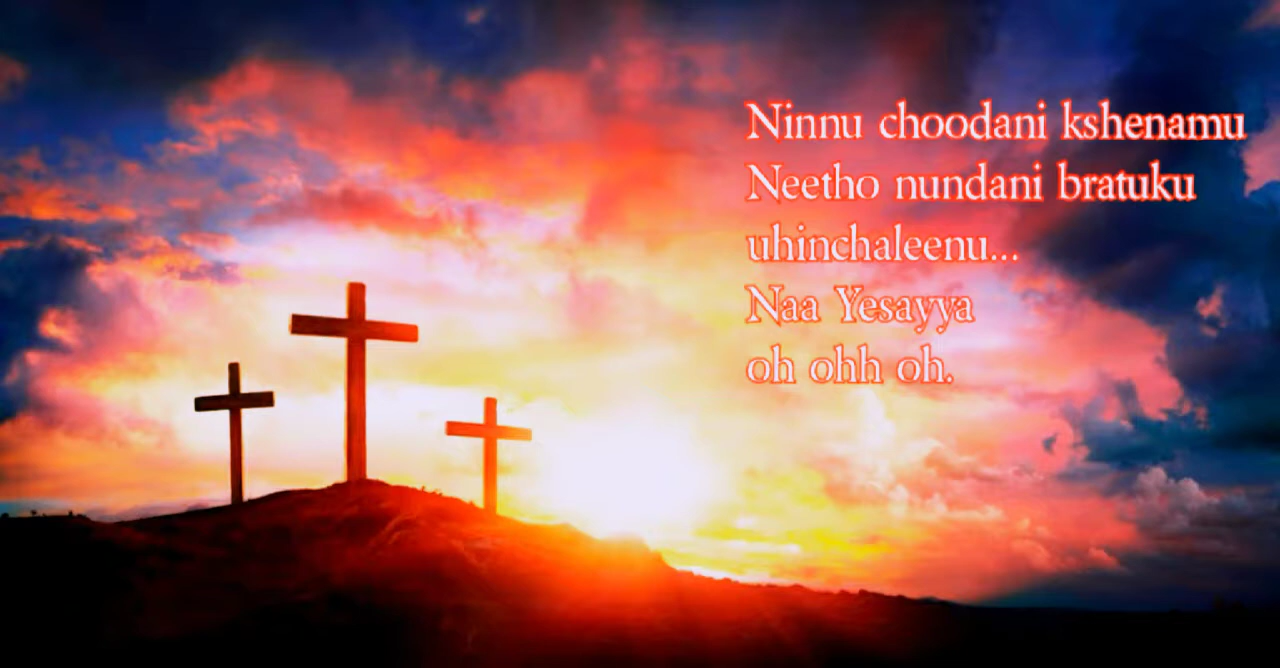 Ninnu choodani kshenamu
Neetho nundani bratuku
uhinchaleenu...
Naa Yesayya
oh ohh oh.